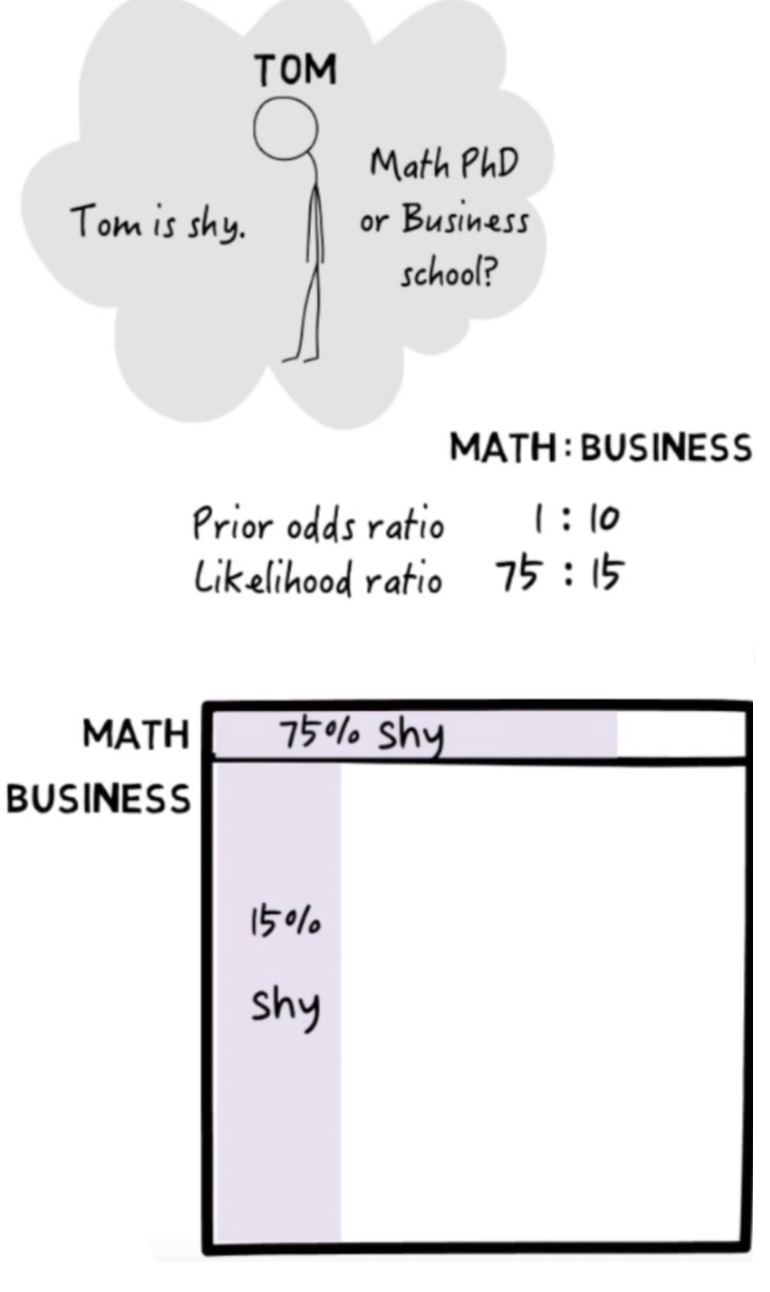 TOM
Tom is shy.
Math PhD
or Business
school?
MATH : BUSINESS
Prior odds ratio 1 : 10
Likelihood ratio 75 : 15
MATH
75% shy
BUSINESS
15%
shy